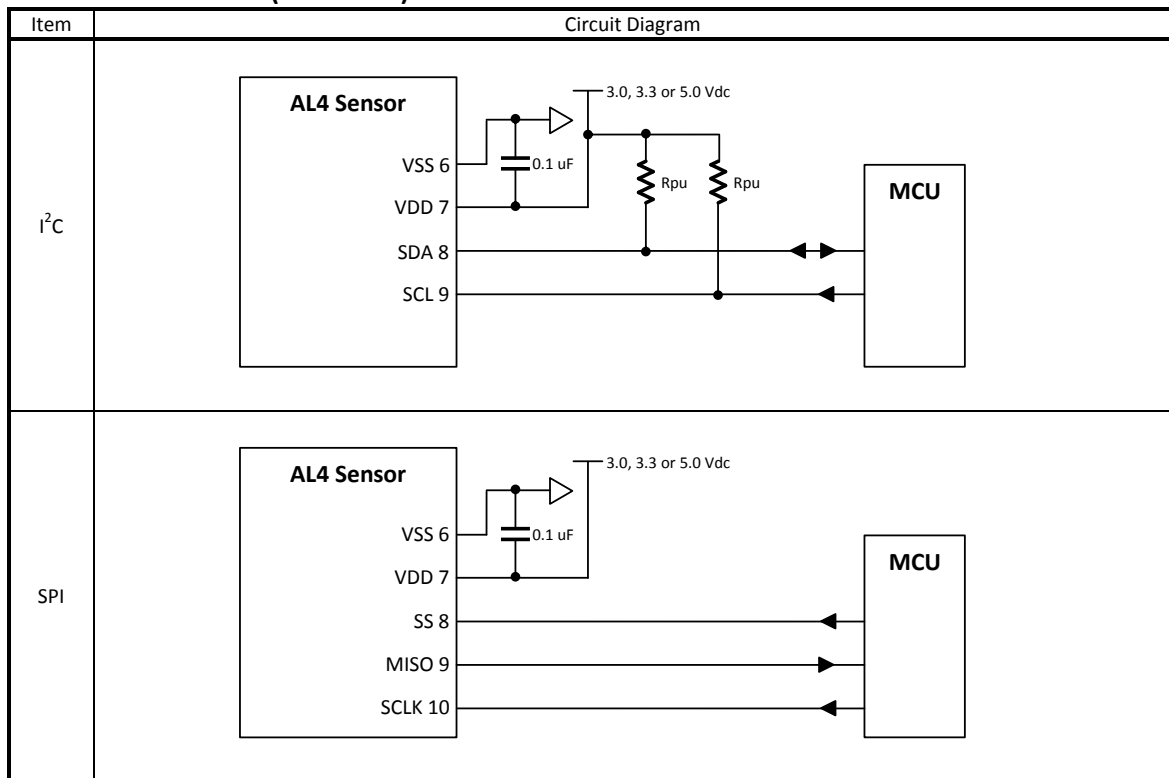 Item Circuit Diagram
I²C
AL4 Sensor
3.0, 3.3 or 5.0 Vdc
VSS 6
0.1 uF
Rpu Rpu
MCU
VDD 7
SDA 8
SCL 9
SPI
AL4 Sensor
3.0, 3.3 or 5.0 Vdc
VSS 6
0.1 uF
MCU
VDD 7
SS 8
MISO 9
SCLK 10